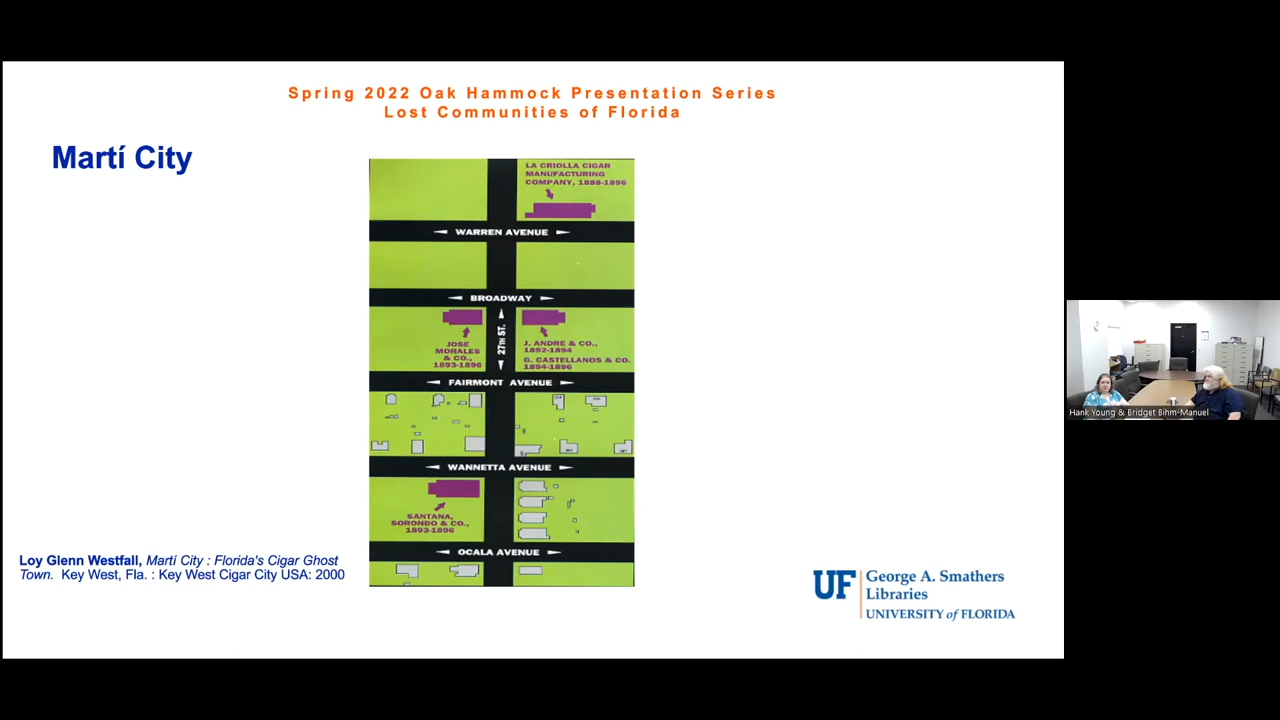 Spring 2022 Oak Hammock Presentation Series
Lost Communities of Florida
Martí City
LA CRIOLLA CIGAR
MANUFACTURING
COMPANY, 1888-1896
WARREN AVENUE
BROADWAY
27TH ST.
JOSE
MORALES
& CO.,
1893-1896
J. ANDRE & CO.,
1892-1894
G. CASTELLANOS & CO.
1894-1896
FAIRMONT AVENUE
WANNETTA AVENUE
SANTANA,
SORONDO & CO.,
1893-1896
OCALA AVENUE
Loy Glenn Westfall, Martí City : Florida's Cigar Ghost
Town. Key West, Fla. : Key West Cigar City USA: 2000
UF
George A. Smathers
Libraries
UNIVERSITY of FLORIDA
Hank Young & Bridget Bihm-Manuel